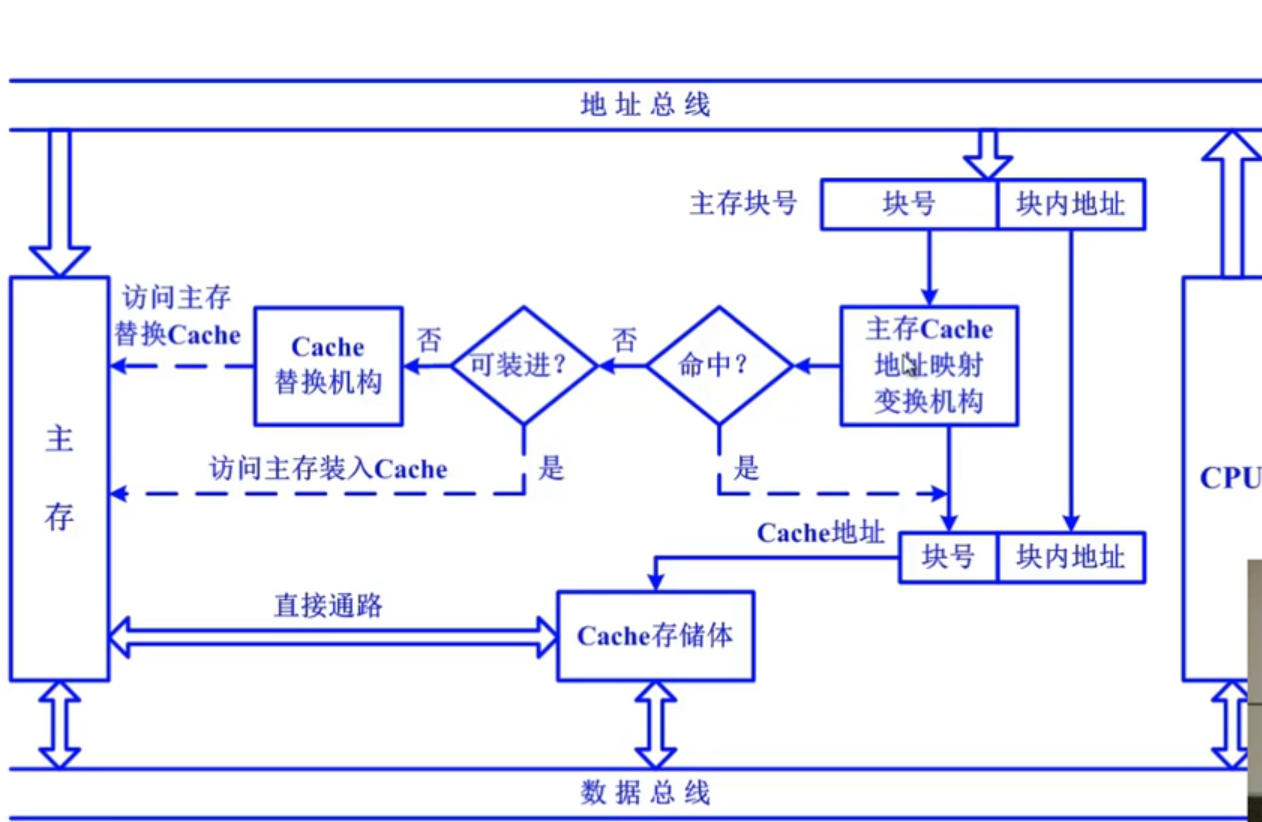 地址总线
主存块号
块号
块内地址
访问主存
替换Cache
Cache
替换机构
否
可装进?
否
命中?
主存Cache
地址映射
变换机构
主
存
访问主存装入Cache
是
是
CPU
Cache地址
块号
块内地址
直接通路
Cache存储体
数据总线